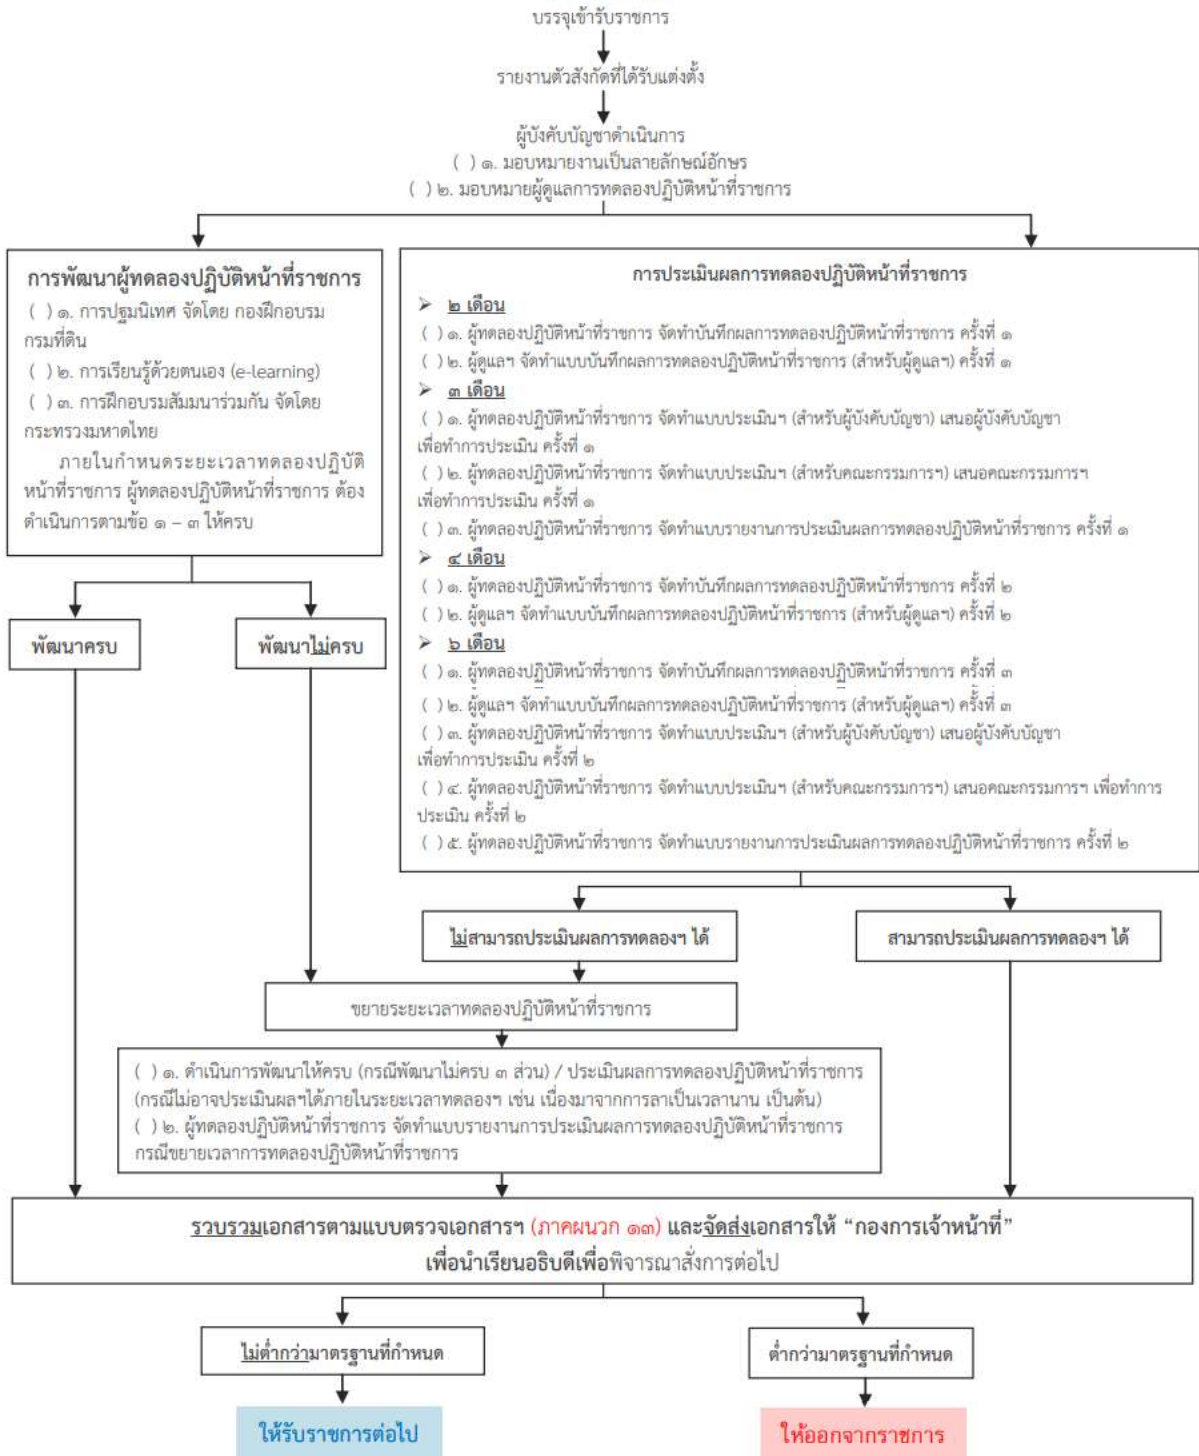 บรรจุเข้ารับราชการ
รายงานตัวสังกัดที่ได้รับแต่งตั้ง
ผู้บังคับบัญชาดำเนินการ
( ) ๑. มอบหมายงานเป็นลายลักษณ์อักษร
( ) ๒. มอบหมายผู้ดูแลการทดลองปฏิบัติหน้าที่ราชการ
การพัฒนาผู้ทดลองปฏิบัติหน้าที่ราชการ
( ) ๑. การปฐมนิเทศ จัดโดย กองฝึกอบรม
กรมที่ดิน
( ) ๒. การเรียนรู้ด้วยตนเอง (e-learning)
( ) ๓. การฝึกอบรมสัมมนาร่วมกัน จัดโดย
กระทรวงมหาดไทย
ภายในกำหนดระยะเวลาทดลองปฏิบัติ
หน้าที่ราชการ ผู้ทดลองปฏิบัติหน้าที่ราชการ ต้อง
ดำเนินการตามข้อ ๑ – ๓ ให้ครบ
การประเมินผลการทดลองปฏิบัติหน้าที่ราชการ
➢ ๒ เดือน
( ) ๑. ผู้ทดลองปฏิบัติหน้าที่ราชการ จัดทำบันทึกผลการทดลองปฏิบัติหน้าที่ราชการ ครั้งที่ ๑
( ) ๒. ผู้ดูแลฯ จัดทำแบบบันทึกผลการทดลองปฏิบัติหน้าที่ราชการ (สำหรับผู้ดูแลฯ) ครั้งที่ ๑
➢ ๓ เดือน
( ) ๑. ผู้ทดลองปฏิบัติหน้าที่ราชการ จัดทำแบบประเมินฯ (สำหรับผู้บังคับบัญชา) เสนอผู้บังคับบัญชา
เพื่อทำการประเมิน ครั้งที่ ๑
( ) ๒. ผู้ทดลองปฏิบัติหน้าที่ราชการ จัดทำแบบประเมินฯ (สำหรับคณะกรรมการฯ) เสนอคณะกรรมการฯ
เพื่อทำการประเมิน ครั้งที่ ๑
( ) ๓. ผู้ทดลองปฏิบัติหน้าที่ราชการ จัดทำแบบรายงานการประเมินผลการทดลองปฏิบัติหน้าที่ราชการ ครั้งที่ ๑
➢ ๔ เดือน
( ) ๑. ผู้ทดลองปฏิบัติหน้าที่ราชการ จัดทำบันทึกผลการทดลองปฏิบัติหน้าที่ราชการ ครั้งที่ ๒
( ) ๒. ผู้ดูแลฯ จัดทำแบบบันทึกผลการทดลองปฏิบัติหน้าที่ราชการ (สำหรับผู้ดูแลฯ) ครั้งที่ ๒
➢ ๖ เดือน
( ) ๑. ผู้ทดลองปฏิบัติหน้าที่ราชการ จัดทำบันทึกผลการทดลองปฏิบัติหน้าที่ราชการ ครั้งที่ ๓
( ) ๒. ผู้ดูแลฯ จัดทำแบบบันทึกผลการทดลองปฏิบัติหน้าที่ราชการ (สำหรับผู้ดูแลฯ) ครั้งที่ ๓
( ) ๓. ผู้ทดลองปฏิบัติหน้าที่ราชการ จัดทำแบบประเมินฯ (สำหรับผู้บังคับบัญชา) เสนอผู้บังคับบัญชา
เพื่อทำการประเมิน ครั้งที่ ๒
( ) ๔. ผู้ทดลองปฏิบัติหน้าที่ราชการ จัดทำแบบประเมินฯ (สำหรับคณะกรรมการฯ) เสนอคณะกรรมการฯ เพื่อทำการ
ประเมิน ครั้งที่ ๒
( ) ๕. ผู้ทดลองปฏิบัติหน้าที่ราชการ จัดทำแบบรายงานการประเมินผลการทดลองปฏิบัติหน้าที่ราชการ ครั้งที่ ๒
พัฒนาครบ
พัฒนาไม่ครบ
ไม่สามารถประเมินผลการทดลองฯ ได้
สามารถประเมินผลการทดลองฯ ได้
ขยายระยะเวลาทดลองปฏิบัติหน้าที่ราชการ
( ) ๑. ดำเนินการพัฒนาให้ครบ (กรณีพัฒนาไม่ครบ ๓ ส่วน) / ประเมินผลการทดลองปฏิบัติหน้าที่ราชการ
(กรณีไม่อาจประเมินผลฯได้ภายในระยะเวลาทดลองฯ เช่น เนื่องมาจากการลาเป็นเวลานาน เป็นต้น)
( ) ๒. ผู้ทดลองปฏิบัติหน้าที่ราชการ จัดทำแบบรายงานการประเมินผลการทดลองปฏิบัติหน้าที่ราชการ
กรณีขยายเวลาการทดลองปฏิบัติหน้าที่ราชการ
รวบรวมเอกสารตามแบบตรวจเอกสารฯ (ภาคผนวก ๑๓) และจัดส่งเอกสารให้ “กองการเจ้าหน้าที่”
เพื่อนำเรียนอธิบดีเพื่อพิจารณาสั่งการต่อไป
ไม่ต่ำกว่ามาตรฐานที่กำหนด
ต่ำกว่ามาตรฐานที่กำหนด
ให้รับราชการต่อไป
ให้ออกจากราชการ